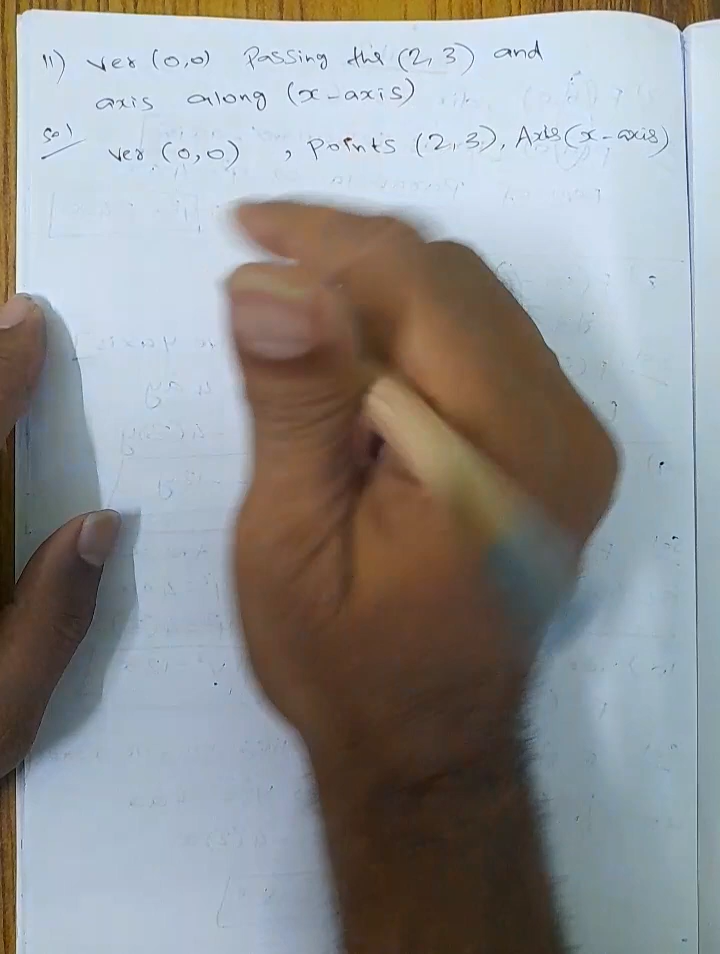 11) ver (0,0) Passing thr (2,3) and
axis along (x-axis)
Sol
ver (0,0) , Points (2,3), Axis (x-axis)